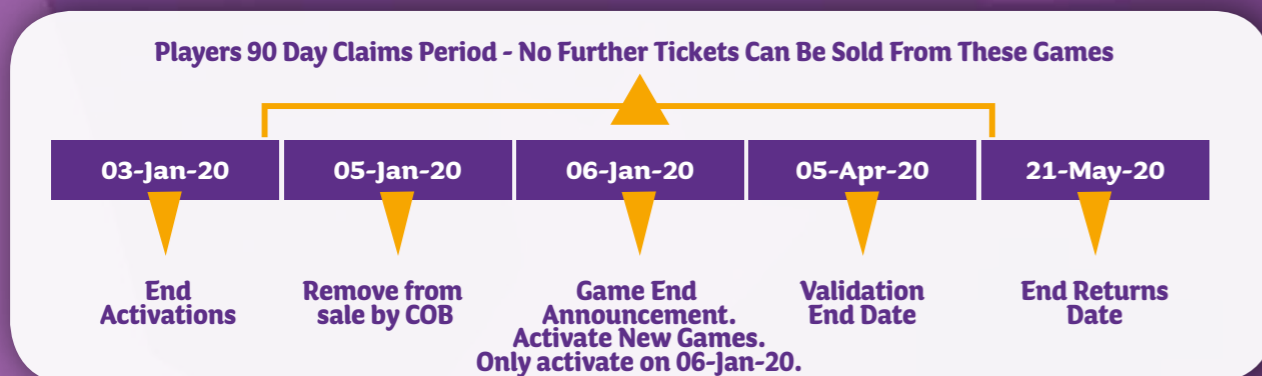 Players 90 Day Claims Period - No Further Tickets Can Be Sold From These Games
03-Jan-20
05-Jan-20
06-Jan-20
05-Apr-20
21-May-20
End
Activations
Remove from
sale by COB
Game End
Announcement.
Activate New Games.
Only activate on 06-Jan-20.
Validation
End Date
End Returns
Date